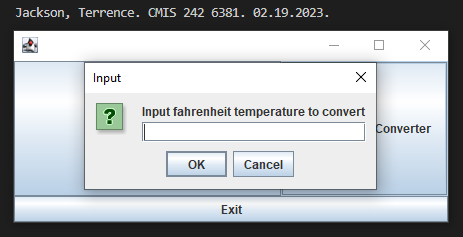 Jackson, Terrence. CMIS 242 6381. 02.19.2023.
Input
Input fahrenheit temperature to convert
OK
Cancel
Converter
Exit